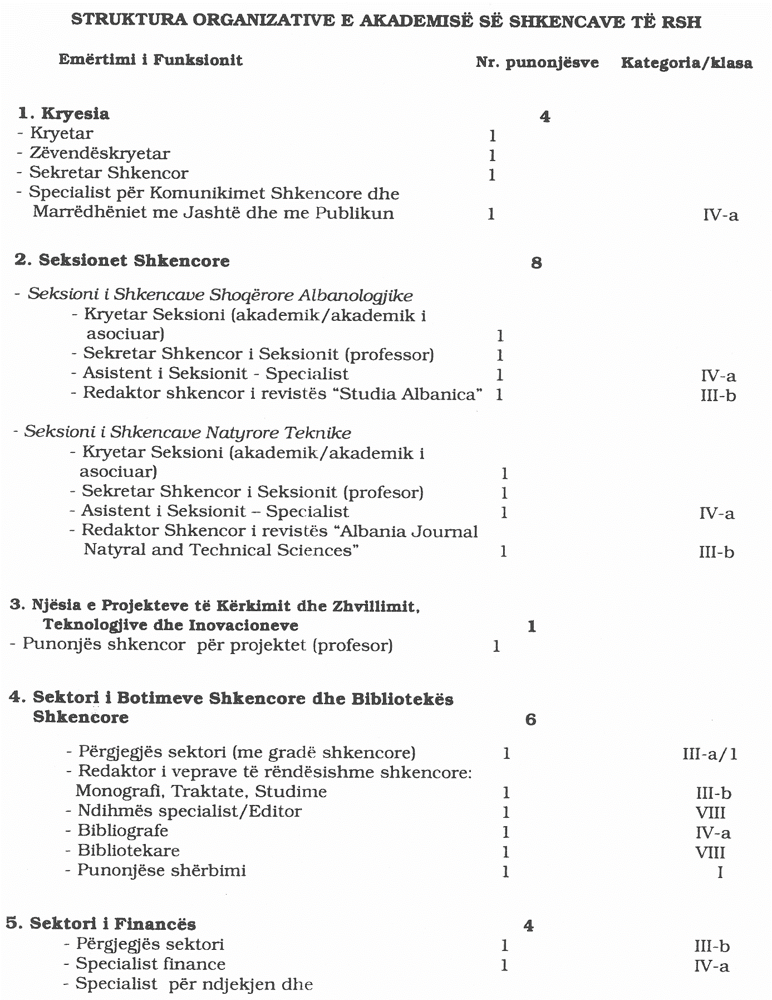 STRUKTURA ORGANIZATIVE E AKADEMISË SË SHKENCAVE TË RSH
Emërtimi i Funksionit Nr. punonjësve Kategoria/klasa
1. Kryesia 4
- Kryetar 1
- Zëvendëskryetar 1
- Sekretar Shkencor 1
- Specialist për Komunikimet Shkencore dhe
Marrëdhëniet me Jashtë dhe me Publikun 1 IV-a
2. Seksionet Shkencore 8
- Seksioni i Shkencave Shoqërore Albanologjike
- Kryetar Seksioni (akademik/akademik i
asociuar) 1
- Sekretar Shkencor i Seksionit (professor) 1
- Asistent i Seksionit - Specialist 1 IV-a
- Redaktor shkencor i revistës “Studia Albanica” 1 III-b
- Seksioni i Shkencave Natyrore Teknike
- Kryetar Seksioni (akademik/akademik i
asociuar) 1
- Sekretar Shkencor i Seksionit (profesor) 1
- Asistent i Seksionit – Specialist 1 IV-a
- Redaktor Shkencor i revistës “Albania Journal
Natyral and Technical Sciences” 1 III-b
3. Njësia e Projekteve të Kërkimit dhe Zhvillimit,
Teknologjive dhe Inovacioneve 1
- Punonjës shkencor për projektet (profesor) 1
4. Sektori i Botimeve Shkencore dhe Bibliotekës
Shkencore 6
- Përgjegjës sektori (me gradë shkencore) 1 III-a/1
- Redaktor i veprave të rëndësishme shkencore:
Monografi, Traktate, Studime 1 III-b
- Ndihmës specialist/Editor 1 VIII
- Bibliografe 1 IV-a
- Bibliotekare 1 VIII
- Punonjëse shërbimi 1 I
5. Sektori i Financës 4
- Përgjegjës sektori 1 III-b
- Specialist finance 1 IV-a
- Specialist për ndjekjen dhe